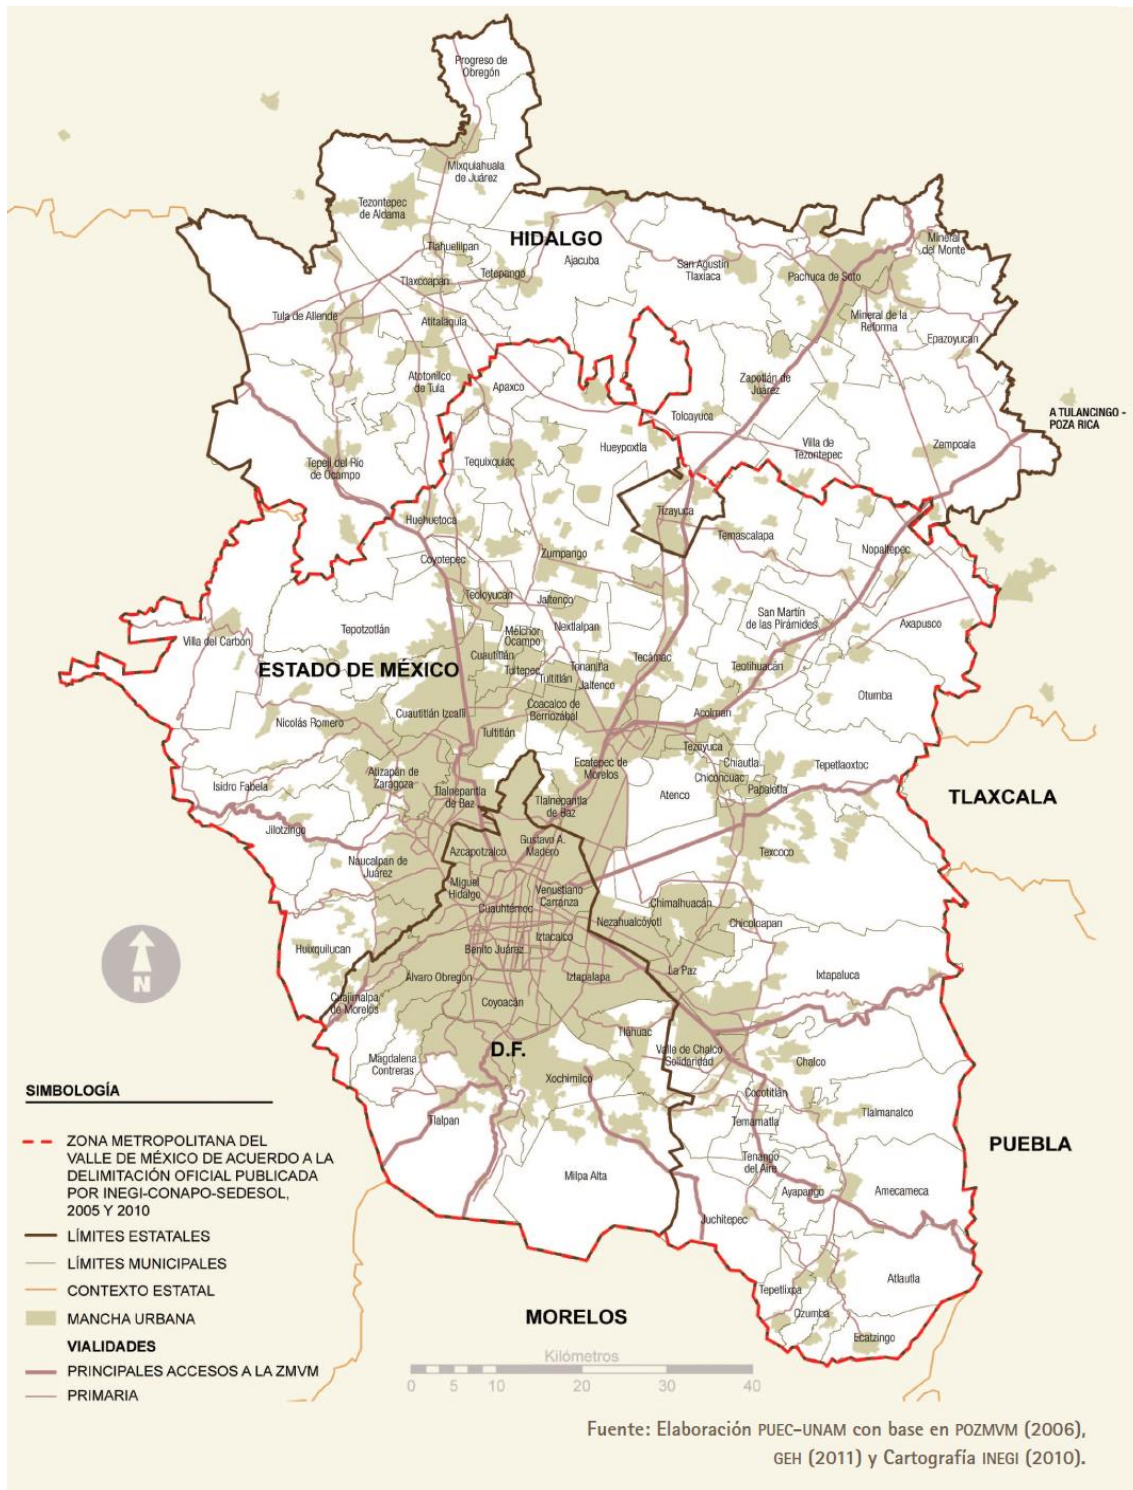 Progreso de
Obregón
Mixquiahuala
de Juárez
Tezontepec
de Aldama
Tlahuelilpan
HIDALGO
Ajacuba
Mineral
del Monte
Tetepango
San Agustín
Tlaxiaca
Pachuca de Soto
Tlaxcoapan
Tula de Allende
Atitalaquia
Mineral de la
Reforma
Epazoyucan
Atotonilco
de Tula
Apaxco
Zapotlán de
Juárez
Tolcayuca
A TULANCINGO -
POZA RICA
Hueypoxtla
Villa de
Tezontepec
Zempoala
Tepeji del Río
de Ocampo
Tequixquiac
Tizayuca
Huehuetoca
Temascalapa
Nopaltepec
Coyotepec
Zumpango
Teoloyucan
Jaltenco
San Martín
de las Pirámides
Axapusco
Tepotzotlán
Melchor
Ocampo
Nextlalpan
Villa del Carbón
Cuautitlán
Tecámac
ESTADO DE MÉXICO
Tultepec
Tonanitla
Teotihuacán
Tultitlán
Jaltenco
Otumba
Cuautitlán Izcalli
Coacalco de
Berriozábal
Acolman
Nicolás Romero
Tultitlán
Tezoyuca
Ecatepec de
Morelos
Chiautla
Tepetlaoxtoc
Atizapán de
Zaragoza
Chiconcuac
Isidro Fabela
Tlalnepantla
de Baz
Tlalnepantla
de Baz
Atenco
Papalotla
TLAXCALA
Jilotzingo
Gustavo A.
Madero
Azcapotzalco
Texcoco
Naucalpan de
Juárez
Miguel
Hidalgo
Venustiano
Carranza
Cuauhtémoc
Chimalhuacán
Nezahualcóyotl
Chicoloapan
Iztacalco
Huixquilucan
Benito Juárez
La Paz
Ixtapaluca
Álvaro Obregón
Iztapalapa
N
Cuajimalpa
de Morelos
Coyoacán
Tláhuac
D.F.
Valle de Chalco
Solidaridad
Magdalena
Contreras
Chalco
Xochimilco
Cocotitlán
Tlalmanalco
Tlalpan
Temamatla
PUEBLA
Tenango
del Aire
Milpa Alta
Ayapango
Amecameca
Juchitepec
Atlautla
Tepetlixpa
Ozumba
MORELOS
Ecatzingo
SIMBOLOGÍA
ZONA METROPOLITANA DEL
VALLE DE MÉXICO DE ACUERDO A LA
DELIMITACIÓN OFICIAL PUBLICADA
POR INEGI-CONAPO-SEDESOL,
2005 Y 2010
LÍMITES ESTATALES
LÍMITES MUNICIPALES
CONTEXTO ESTATAL
MANCHA URBANA
VIALIDADES
PRINCIPALES ACCESOS A LA ZMVM
PRIMARIA
Kilómetros
0 5 10 20 30 40
Fuente: Elaboración PUEC–UNAM con base en POZMVM (2006),
GEH (2011) y Cartografía INEGI (2010).